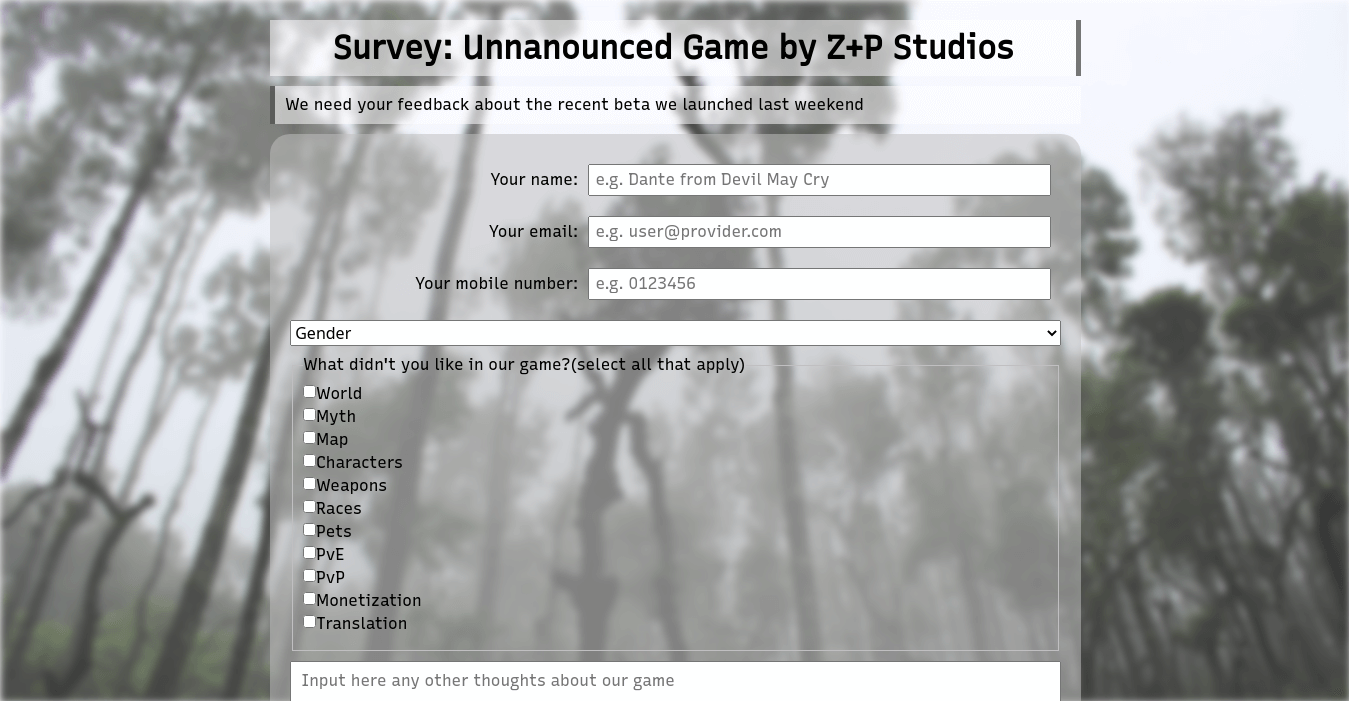 Survey: Unnanounced Game by Z+P Studios
We need your feedback about the recent beta we launched last weekend
Your name: e.g. Dante from Devil May Cry
Your email: e.g. user@provider.com
Your mobile number: e.g. 0123456
Gender
What didn't you like in our game?(select all that apply)
World
Myth
Map
Characters
Weapons
Races
Pets
PvE
PvP
Monetization
Translation
Input here any other thoughts about our game